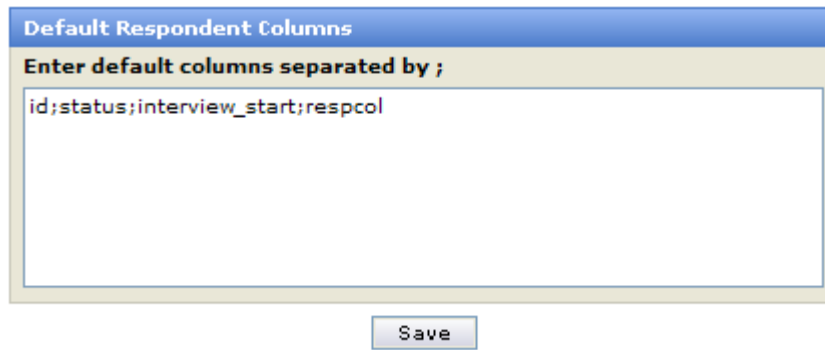 Default Respondent Columns
Enter default columns separated by ;
id;status;interview_start;respcol
Save